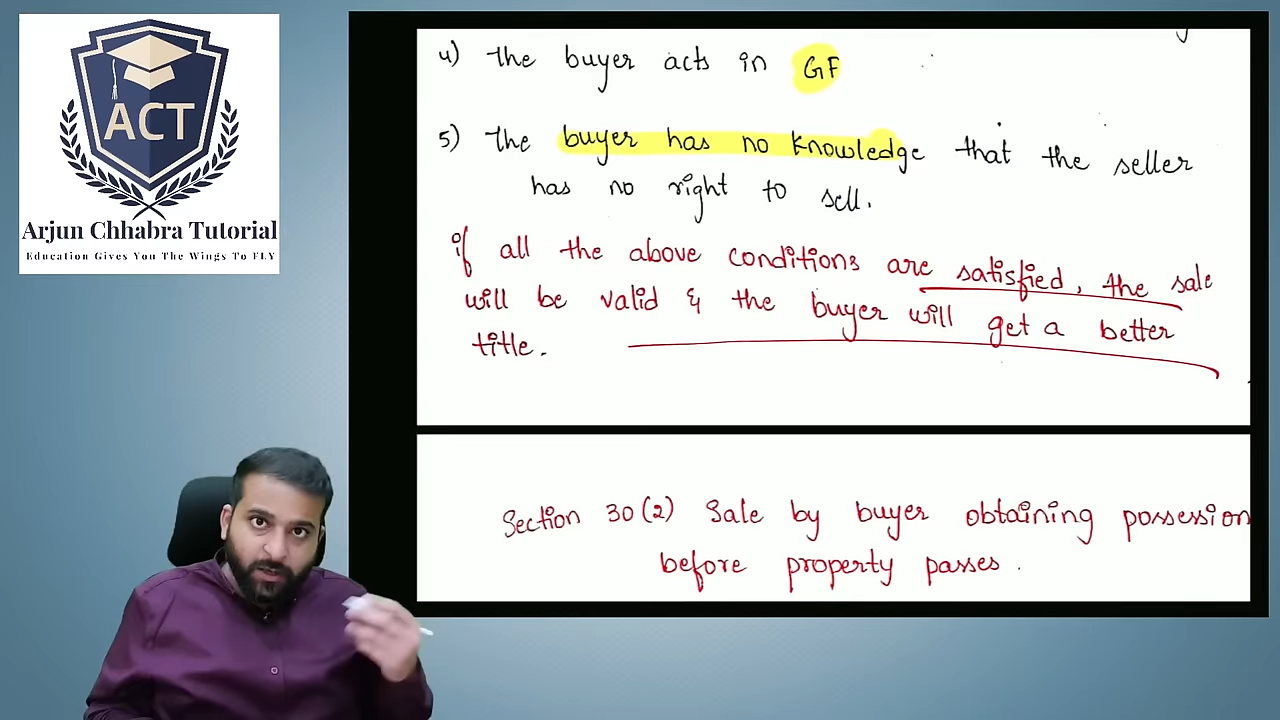 ACT
Arjun Chhabra Tutorial
Education Gives You The Wings To FLY
4) The buyer acts in GF
5) The buyer has no knowledge that the seller
has no right to sell.
if all the above conditions are satisfied, the sale
will be valid & the buyer will get a better
title.
Section 30(2) Sale by buyer obtaining possession
before property passes.